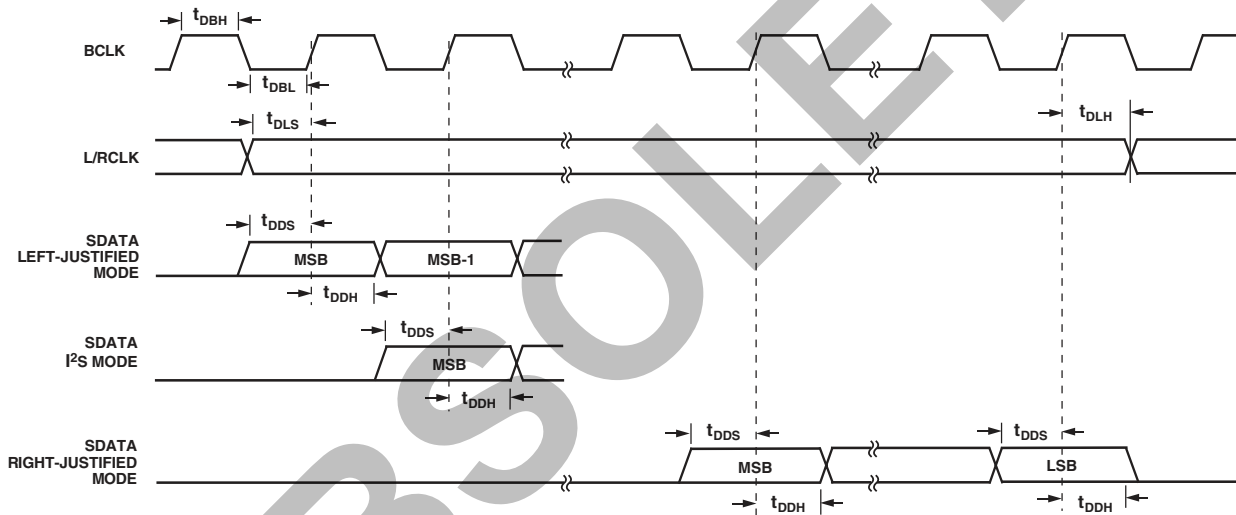 tDBH
BCLK
tDBL
tDLS
tDLH
L/RCLK
tDDS
SDATA
LEFT-JUSTIFIED
MODE
MSB
MSB-1
tDDH
tDDS
SDATA
I²S MODE
MSB
tDDH
tDDS
tDDS
SDATA
RIGHT-JUSTIFIED
MODE
MSB
LSB
tDDH
tDDH